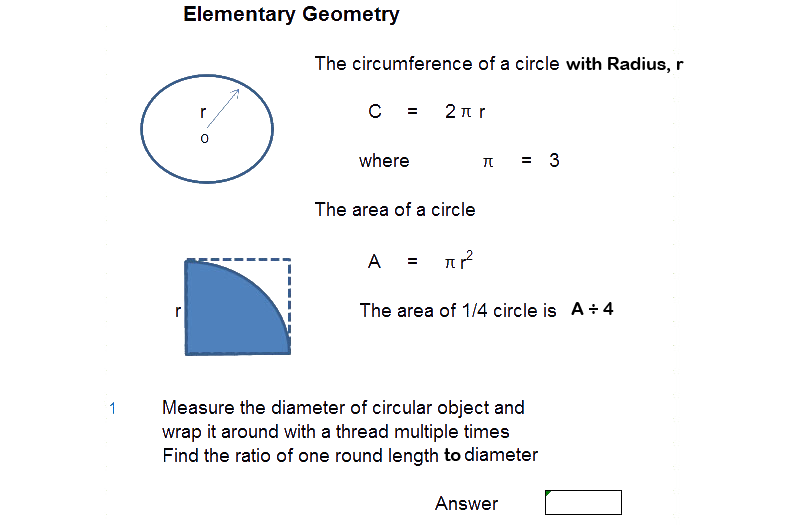 Elementary Geometry
The circumference of a circle with Radius, r
r
o
C = 2 π r
where π = 3
The area of a circle
A = π r²
r
The area of 1/4 circle is A ÷ 4
1 Measure the diameter of circular object and
wrap it around with a thread multiple times
Find the ratio of one round length to diameter
Answer